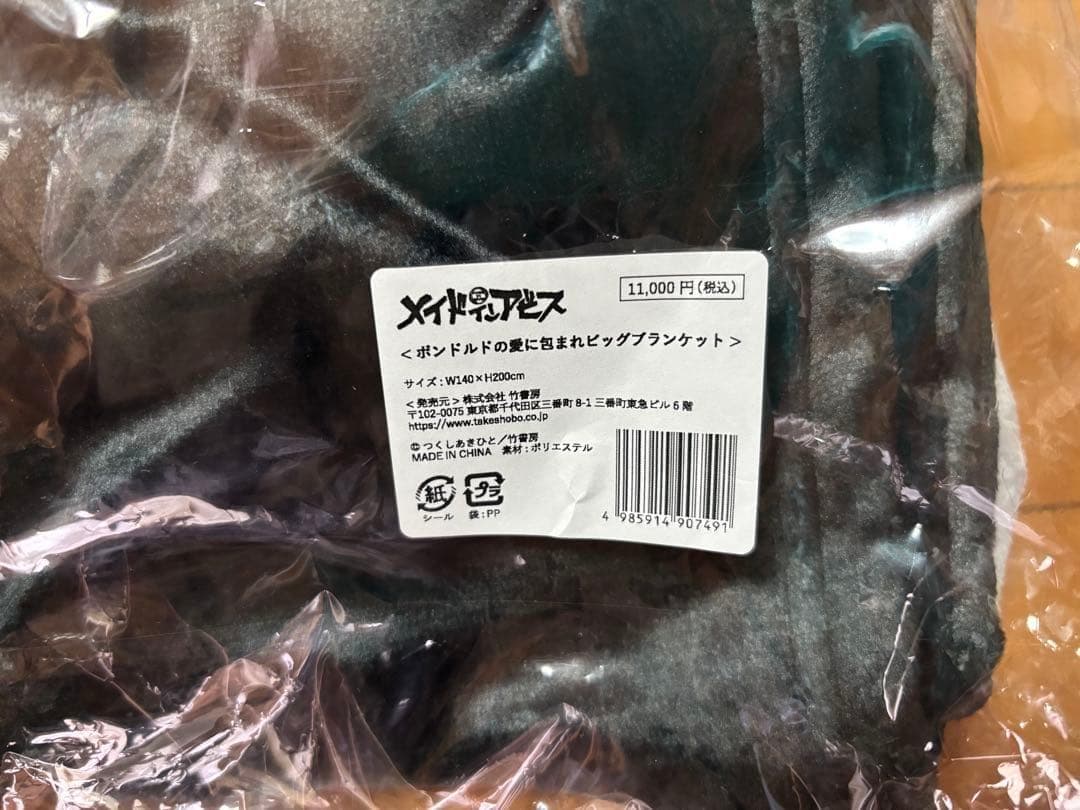 メイドインアビス
11,000 円(税込)
＜ボンドルドの愛に包まれビッグブランケット＞
サイズ:W140×H200cm
＜発売元＞株式会社 竹書房
〒102-0075 東京都千代田区三番町 8-1 三番町東急ビル 6 階
https://www.takeshobo.co.jp
©つくしあきひと／竹書房
MADE IN CHINA 素材:ポリエステル
紙
シール
プラ
袋:PP
4 985914 907491